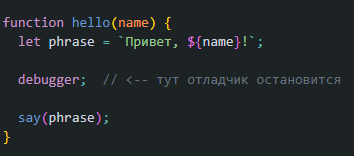 function hello(name) {
let phrase = `Привет, ${name}!`;
debugger;  // <-- тут отладчик остановится
say(phrase);
}